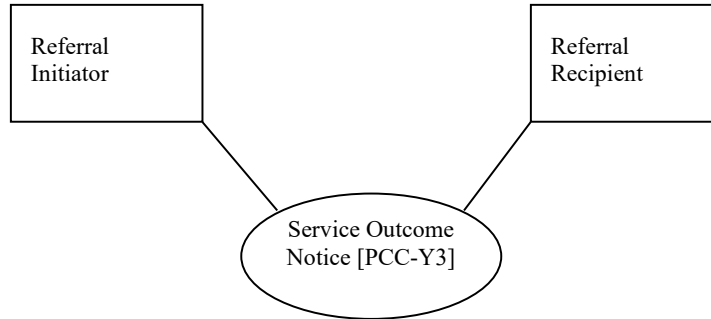 Referral
Initiator
Referral
Recipient
Service Outcome
Notice [PCC-Y3]